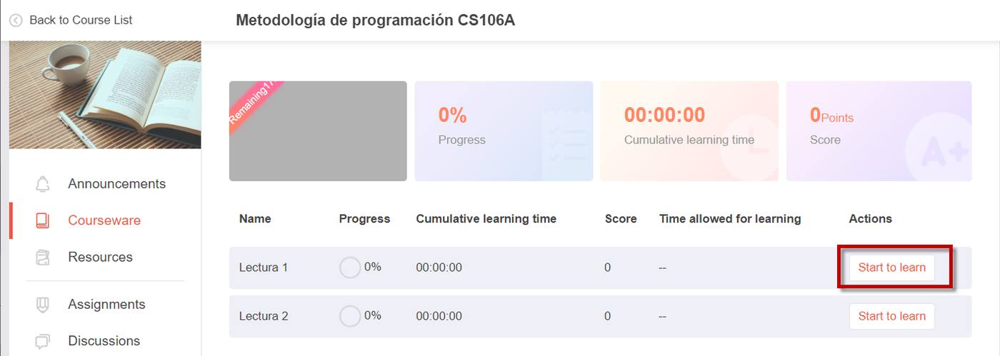 Back to Course List
Metodología de programación CS106A
Remaining17
0%
Progress
00:00:00
Cumulative learning time
0Points
Score
A+
Announcements
Courseware
Resources
Assignments
Discussions
Name Progress Cumulative learning time Score Time allowed for learning Actions
Lectura 1 0% 00:00:00 0 -- Start to learn
Lectura 2 0% 00:00:00 0 -- Start to learn